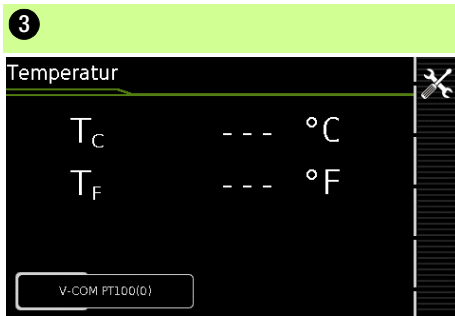 3
Temperatur
TC --- °C
TF --- °F
V-COM PT100(0)